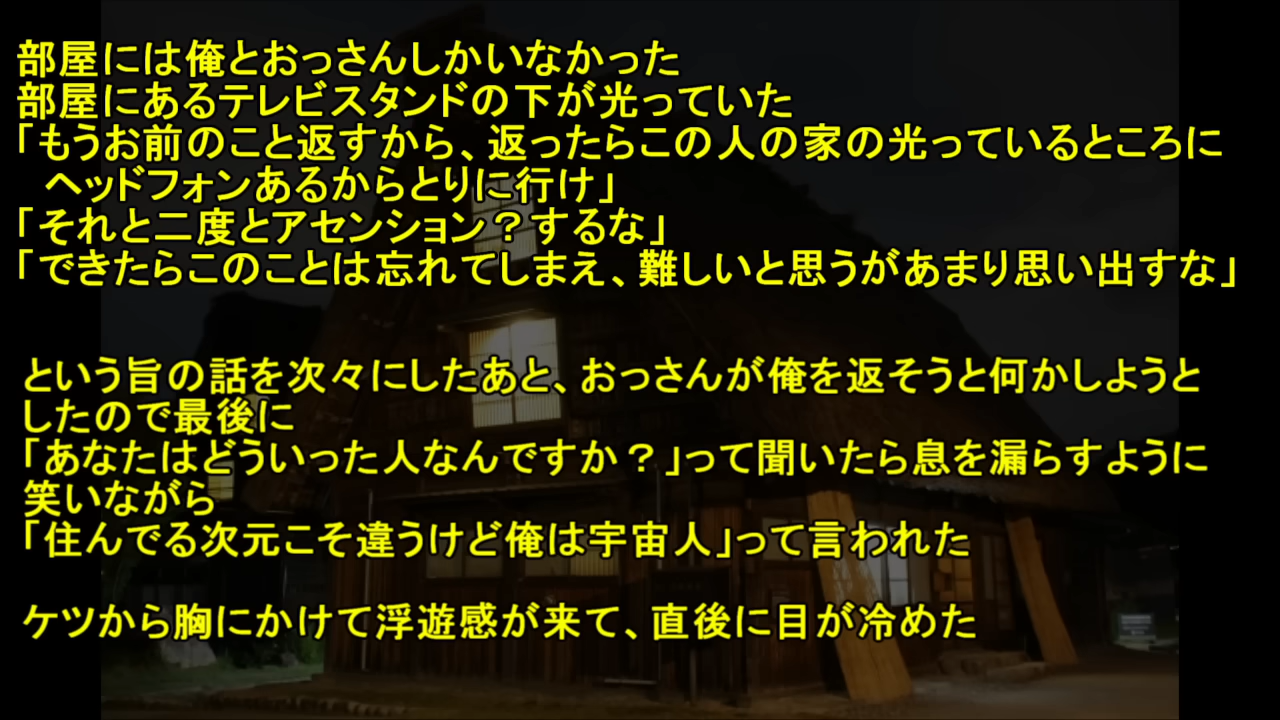 部屋には俺とおっさんしかいなかった
部屋にあるテレビスタンドの下が光っていた
「もうお前のこと返すから、返ったらこの人の家の光っているところに
ヘッドフォンあるからとりに行け」
「それと二度とアセンション？するな」
「できたらこのことは忘れてしまえ、難しいと思うがあまり思い出すな」
という旨の話を次々にしたあと、おっさんが俺を返そうと何かしようと
したので最後に
「あなたはどういった人なんですか？」って聞いたら息を漏らすように
笑いながら
「住んでる次元こそ違うけど俺は宇宙人」って言われた
ケツから胸にかけて浮遊感が来て、直後に目が冷めた